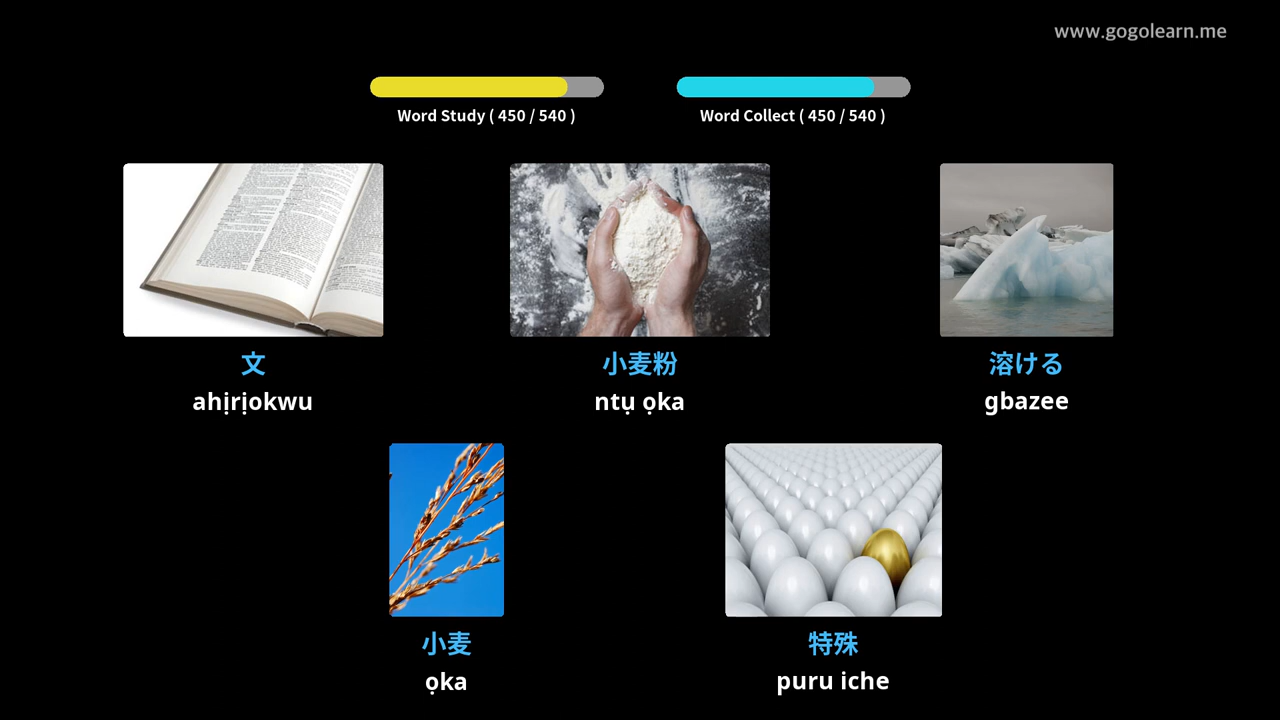 www.gogolearn.me
Word Study ( 450 / 540 )
Word Collect ( 450 / 540 )
文
ahịrịokwu
小麦粉
ntụ ọka
溶ける
gbazee
小麦
ọka
特殊
puru iche